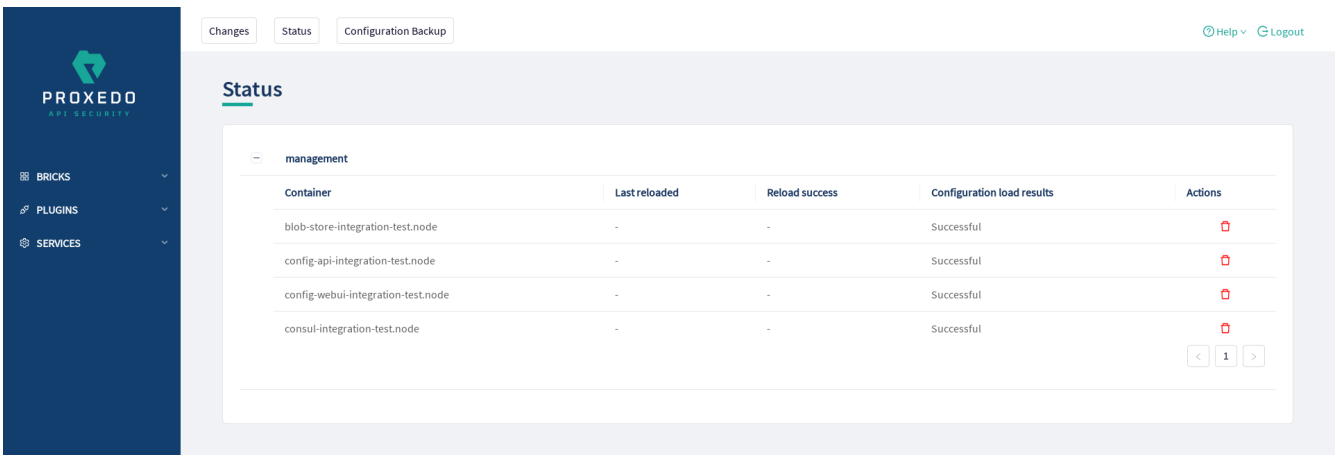 Changes Status Configuration Backup Help Logout
PROXEDO
API SECURITY
BRICKS
PLUGINS
SERVICES
Status
management
Container Last reloaded Reload success Configuration load results Actions
blob-store-integration-test.node - - Successful
config-api-integration-test.node - - Successful
config-webui-integration-test.node - - Successful
consul-integration-test.node - - Successful
< 1 >